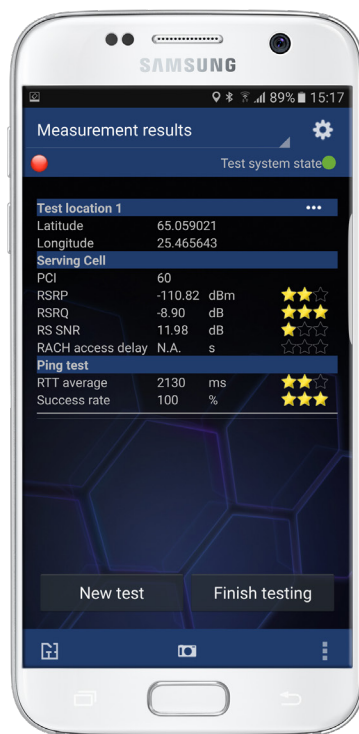 SAMSUNG
89% 15:17
Measurement results
Test system state
Test location 1
Latitude 65.059021
Longitude 25.465643
Serving Cell
PCI 60
RSRP -110.82 dBm
RSRQ -8.90 dB
RS SNR 11.98 dB
RACH access delay N.A. s
Ping test
RTT average 2130 ms
Success rate 100 %
New test Finish testing